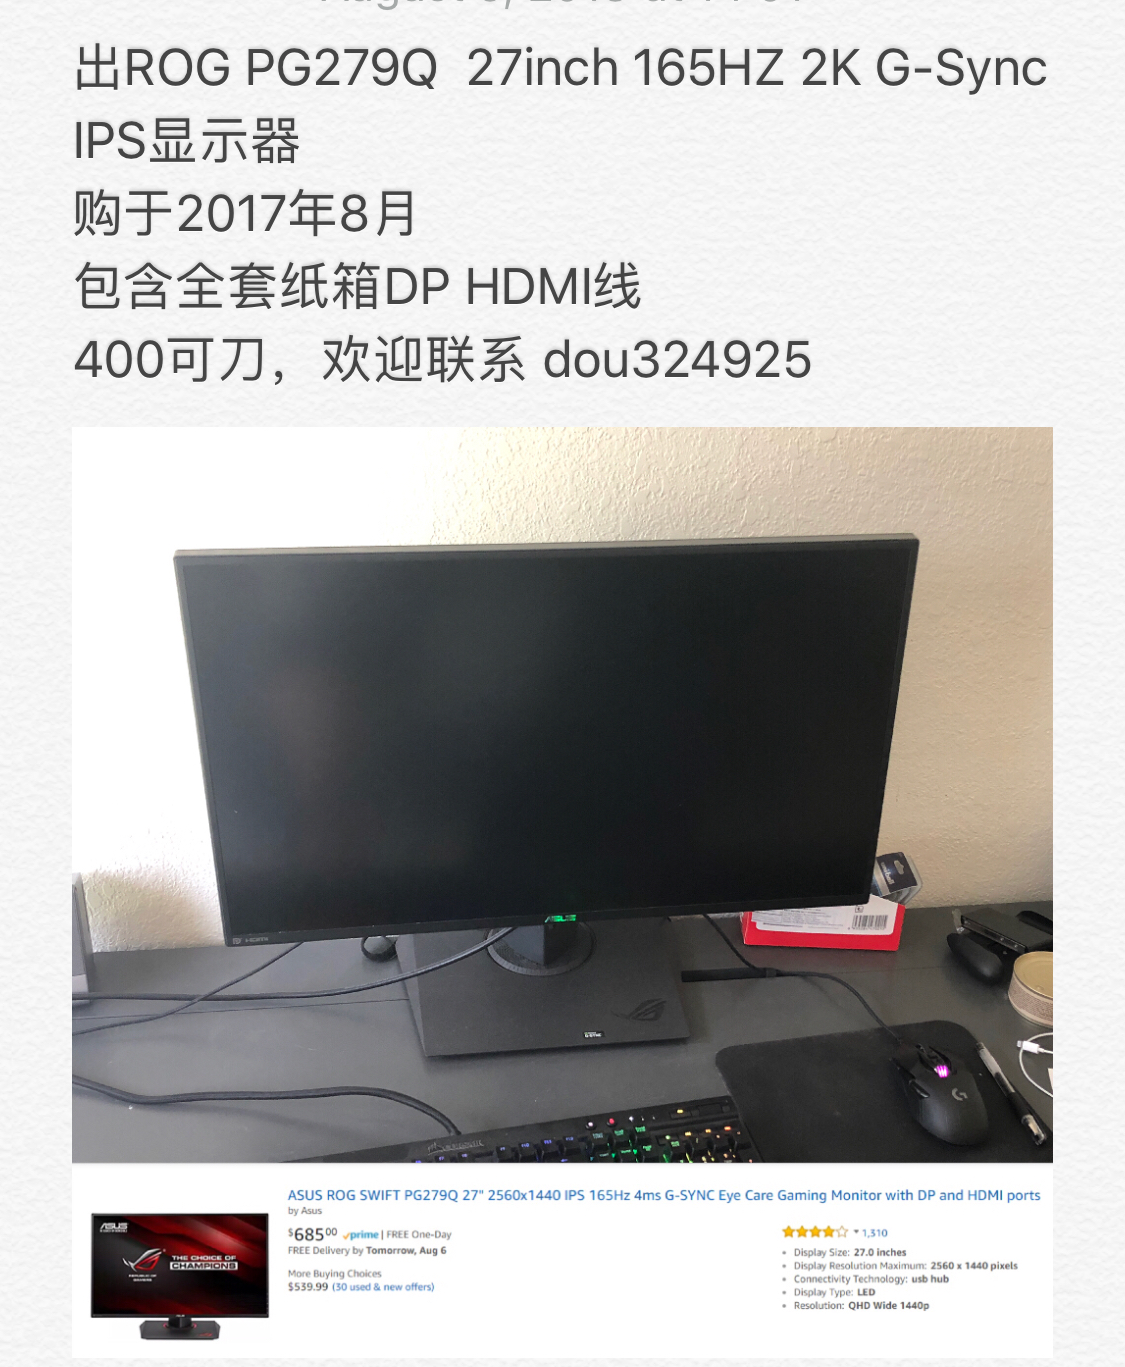 出ROG PG279Q 27inch 165HZ 2K G-Sync
IPS显示器
购于2017年8月
包含全套纸箱DP HDMI线
400可刀，欢迎联系 dou324925
HDMI
G-SYNC
G
ASUS ROG SWIFT PG279Q 27" 2560x1440 IPS 165Hz 4ms G-SYNC Eye Care Gaming Monitor with DP and HDMI ports
by Asus
$68500 prime | FREE One-Day
FREE Delivery by Tomorrow, Aug 6
More Buying Choices
$539.99 (30 used & new offers)
1,310
Display Size: 27.0 inches
Display Resolution Maximum: 2560 x 1440 pixels
Connectivity Technology: usb hub
Display Type: LED
Resolution: QHD Wide 1440p
ASUS
THE CHOICE OF
CHAMPIONS